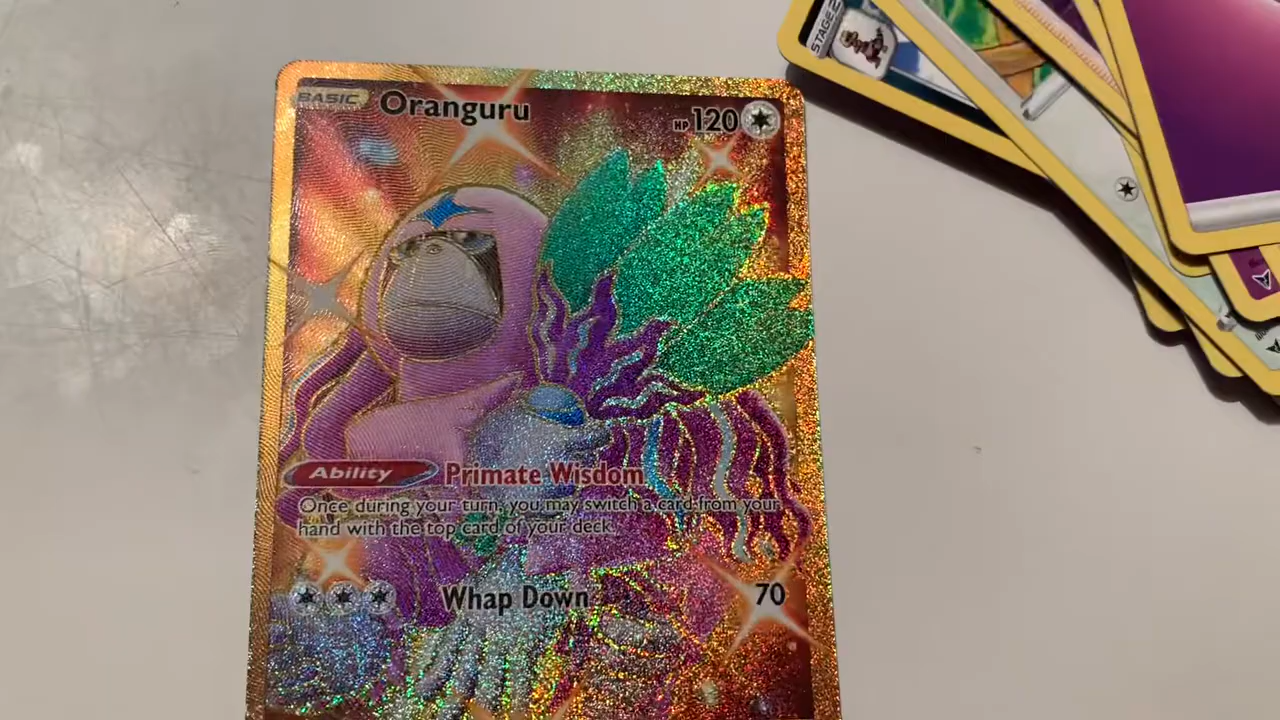 STAGE 2
BASIC Oranguru HP 120
Ability Primate Wisdom
Once during your turn, you may switch a card from your
hand with the top card of your deck.
Whap Down 70